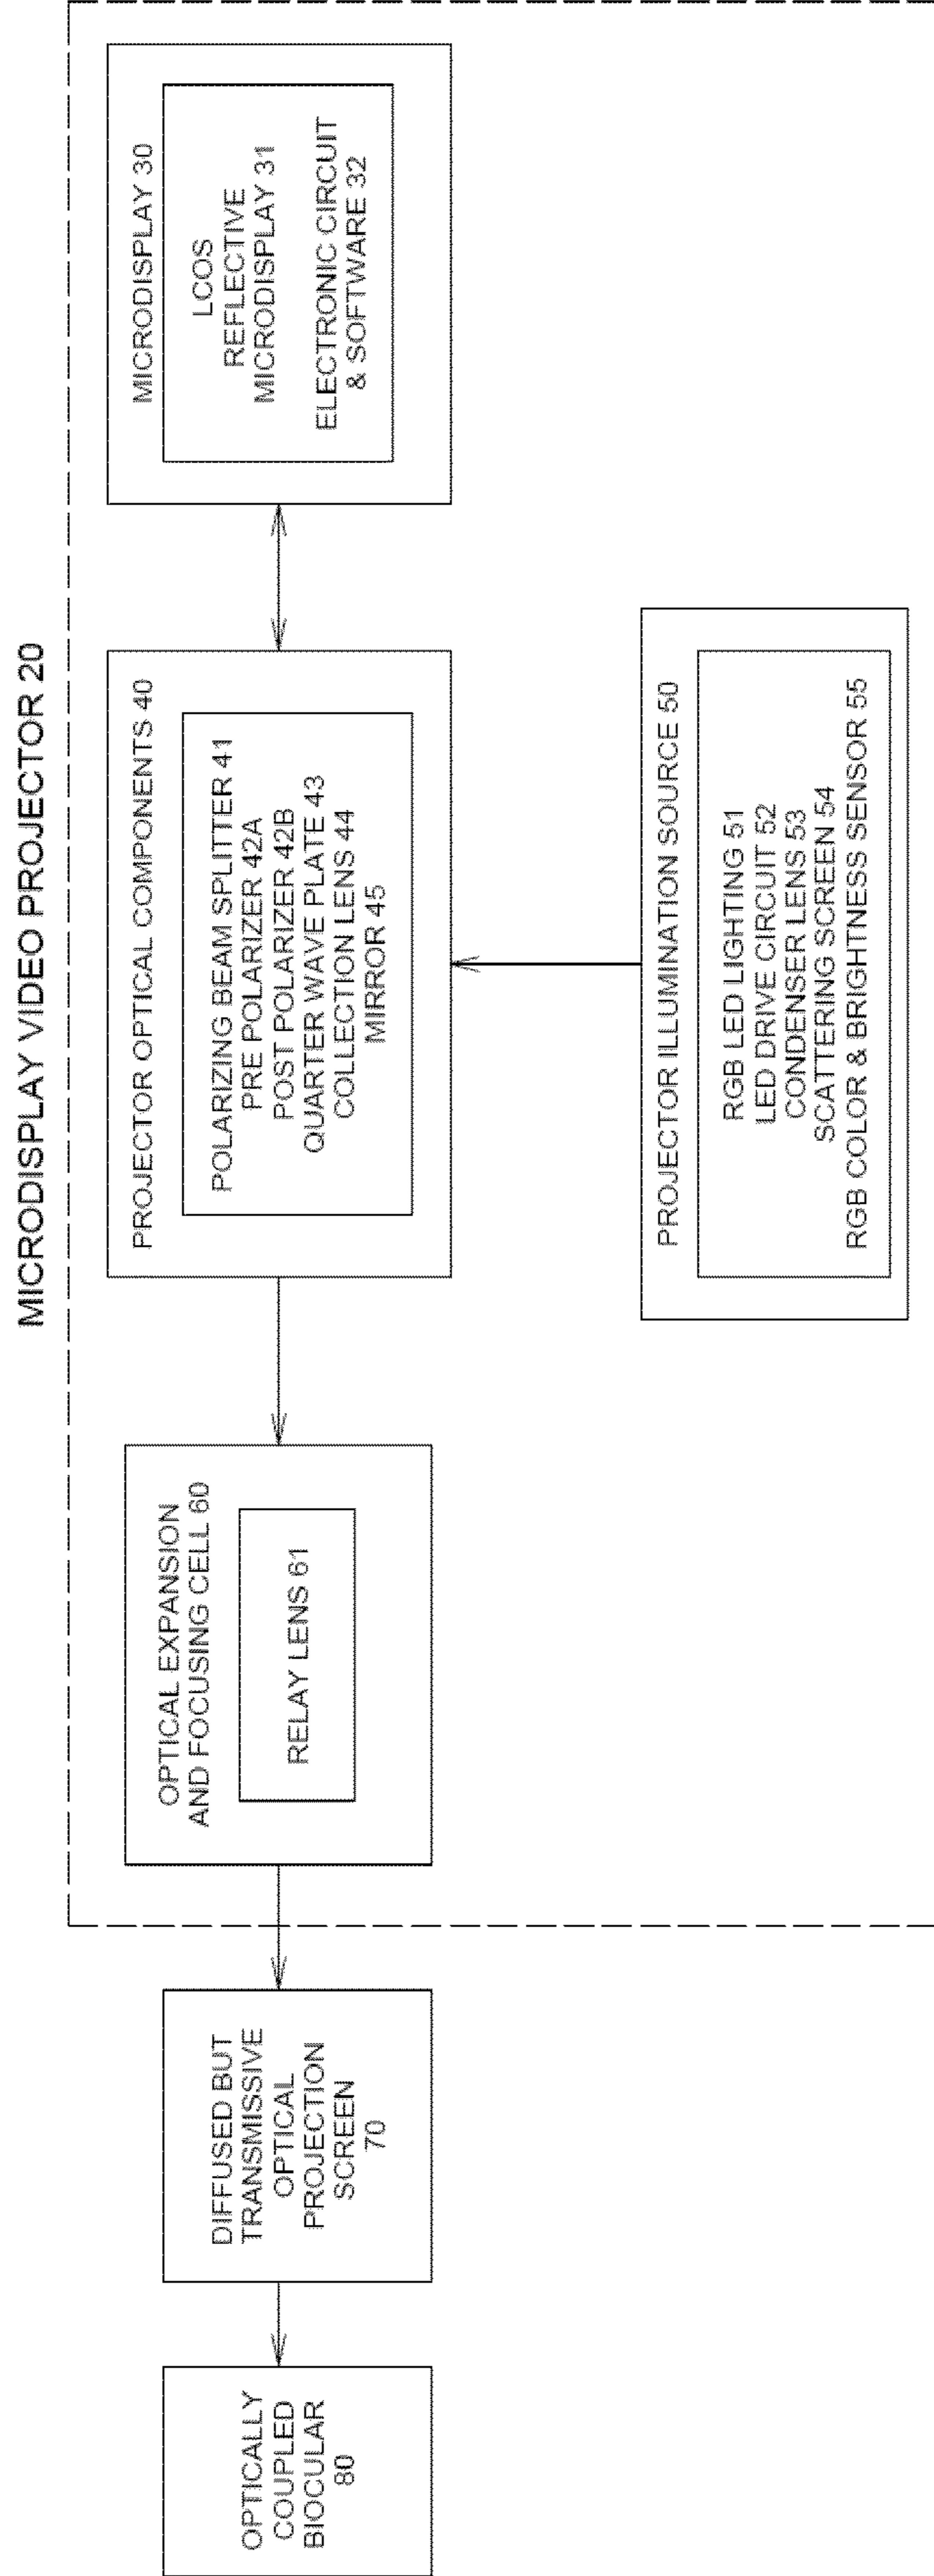 MICRODISPLAY VIDEO PROJECTOR 20
OPTICALLY
COUPLED
BIOCULAR
80
DIFFUSED BUT
TRANSMISSIVE
OPTICAL
PROJECTION
SCREEN
70
OPTICAL EXPANSION
AND FOCUSING CELL 60
RELAY LENS 61
PROJECTOR OPTICAL COMPONENTS 40
POLARIZING BEAM SPLITTER 41
PRE POLARIZER 42A
POST POLARIZER 42B
QUARTER WAVE PLATE 43
COLLECTION LENS 44
MIRROR 45
MICRODISPLAY 30
LCOS
REFLECTIVE
MICRODISPLAY 31
ELECTRONIC CIRCUIT
& SOFTWARE 32
PROJECTOR ILLUMINATION SOURCE 50
RGB LED LIGHTING 51
LED DRIVE CIRCUIT 52
CONDENSER LENS 53
SCATTERING SCREEN 54
RGB COLOR & BRIGHTNESS SENSOR 55